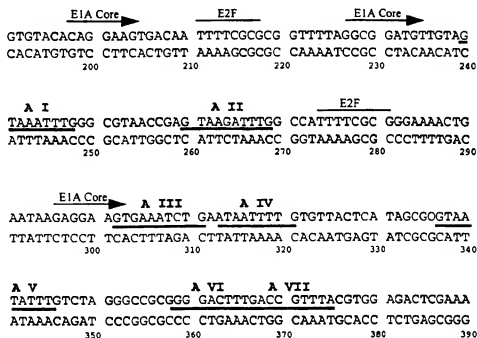 E1A Core E2F E1A Core
GTGTACACAG GAAGTGACAA TTTTCGCGCG GTTTTAGGCG GATGTTGTAG
CACATGTGTC CTTCACTGTT AAAAGCGCGC CAAAATCCGC CTACAACATC
200 210 220 230 240
A I A II E2F
TAAATTTGGG CGTAACCGAG TAAGATTTGG CCATTTTCGC GGGAAAACTG
ATTTAAACCC GCATTGGCTC ATTCTAAACC GGTAAAAGCG CCCTTTTGAC
250 260 270 280 290
E1A Core A III A IV
AATAAGAGGA AGTGAAATCT GAATAATTTT GTGTTACTCA TAGCGCGTAA
TTATTCTCCT TCACTTTAGA CTTATTAAAA CACAATGAGT ATCGCGCATT
300 310 320 330 340
A V A VI A VII
TATTTGTCTA GGGCCGCGGG GACTTTGACC GTTTACGTGG AGACTCGAAA
ATAAACAGAT CCCGGCGCCC CTGAAACTGG CAAATGCACC TCTGAGCGGG
350 360 370 380 390